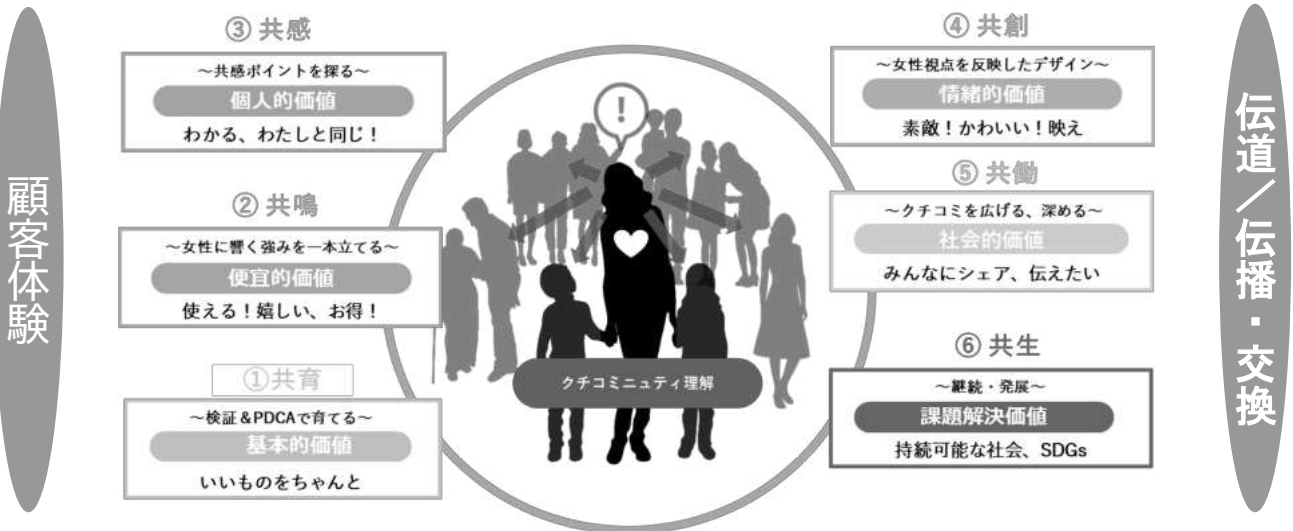 顧客体験
③ 共感
～共感ポイントを探る～
個人的価値
わかる、わたしと同じ！
② 共鳴
～女性に響く強みを一本立てる～
便宜的価値
使える！嬉しい、お得！
①共育
～検証＆PDCAで育てる～
基本的価値
いいものをちゃんと
!
クチコミニュティ理解
④ 共創
～女性視点を反映したデザイン～
情緒的価値
素敵！かわいい！映え
⑤ 共働
～クチコミを広げる、深める～
社会的価値
みんなにシェア、伝えたい
⑥ 共生
～継続・発展～
課題解決価値
持続可能な社会、SDGs
伝道／伝播・交換